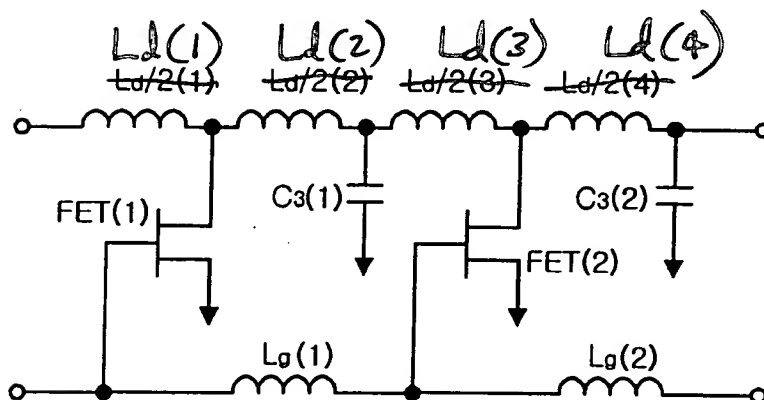 Ld(1) Ld(2) Ld(3) Ld(4)
Ld/2(1) Ld/2(2) Ld/2(3) Ld/2(4)
FET(1) C3(1) C3(2)
FET(2)
Lg(1) Lg(2)